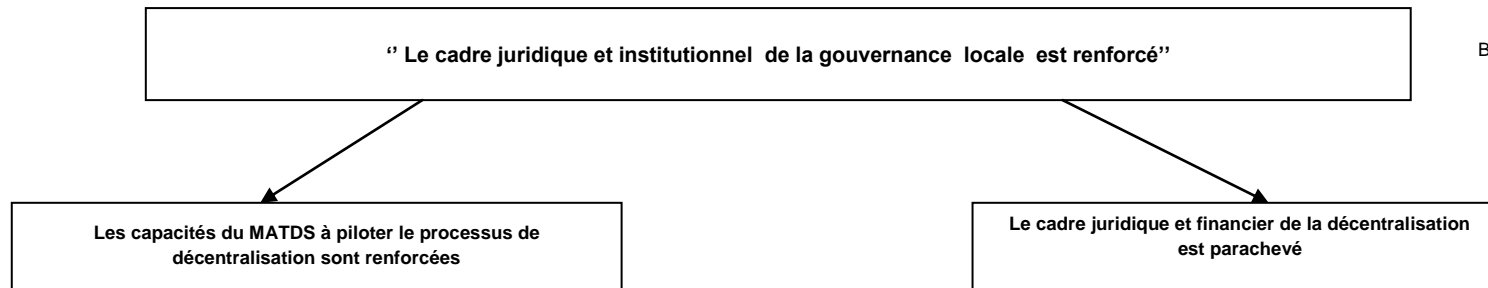 ‘’ Le cadre juridique et institutionnel  de la gouvernance  locale  est renforcé’’
B
Les capacités du MATDS à piloter le processus de
décentralisation sont renforcées
Le cadre juridique et financier de la décentralisation
est parachevé